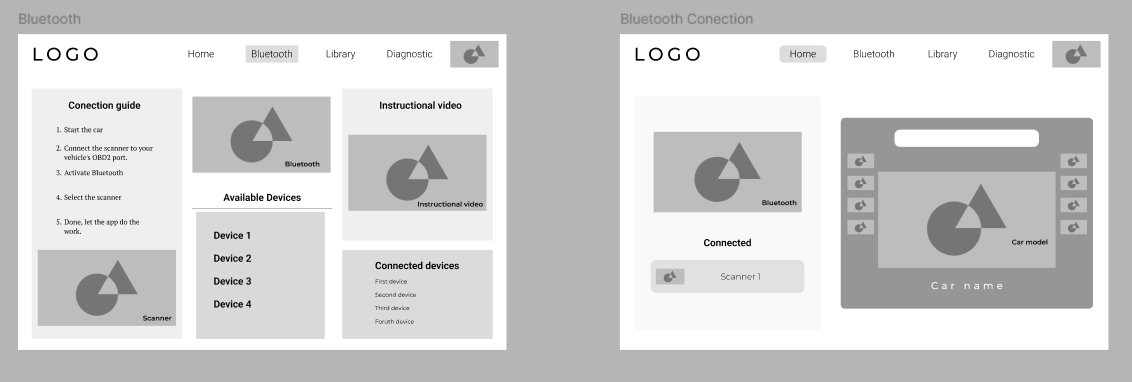 Bluetooth
LOGO
Home
Bluetooth
Library
Diagnostic
Conection guide
1. Start the car
2. Connect the scanner to your
vehicle's OBD2 port.
3. Activate Bluetooth
4. Select the scanner
5. Done, let the app do the
work.
Scanner
Bluetooth
Available Devices
Device 1
Device 2
Device 3
Device 4
Instructional video
Instructional video
Connected devices
First device
Second device
Third device
Foruth device
Bluetooth Conection
LOGO
Home
Bluetooth
Library
Diagnostic
Bluetooth
Connected
Scanner 1
Car model
Car name